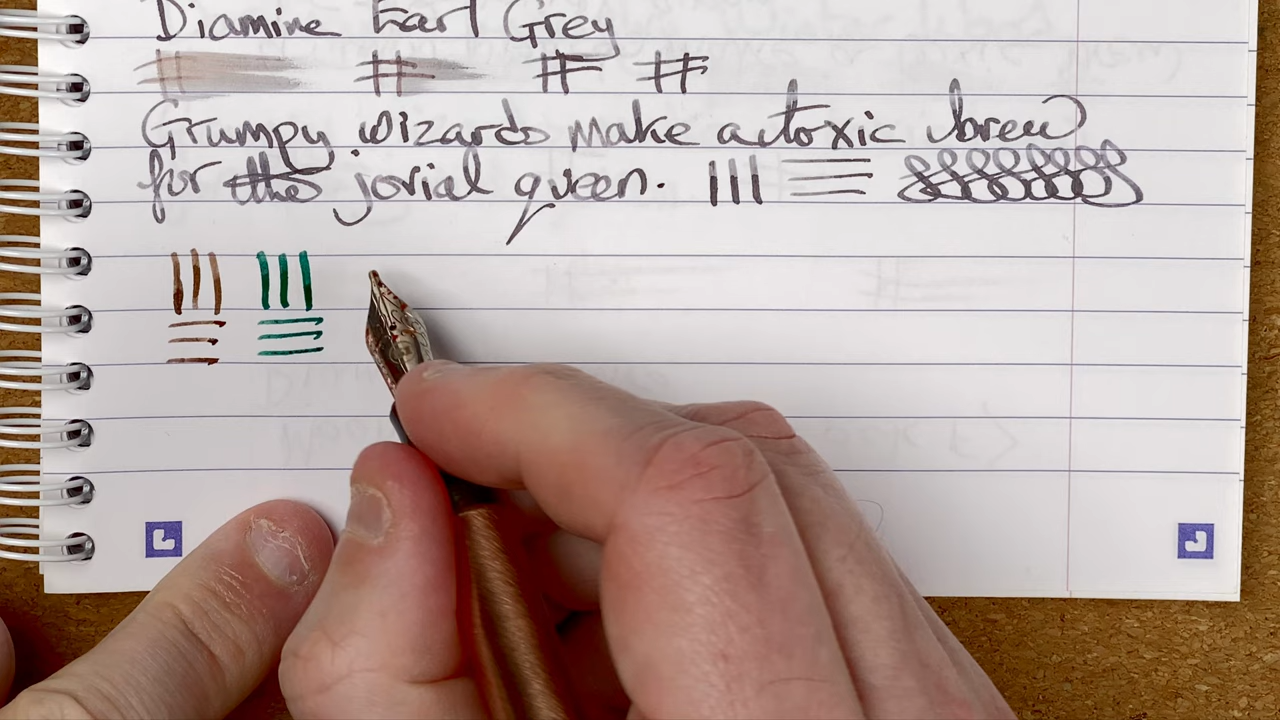 Diamine Earl Grey
Grumpy wizards make a toxic brew
for the jovial queen.